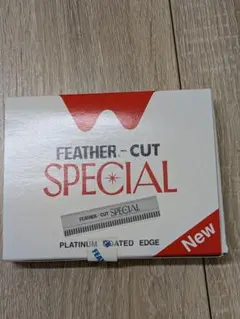 FEATHER - CUT
SPECIAL
FEATHER - CUT SPECIAL
PLATINUM COATED EDGE
New